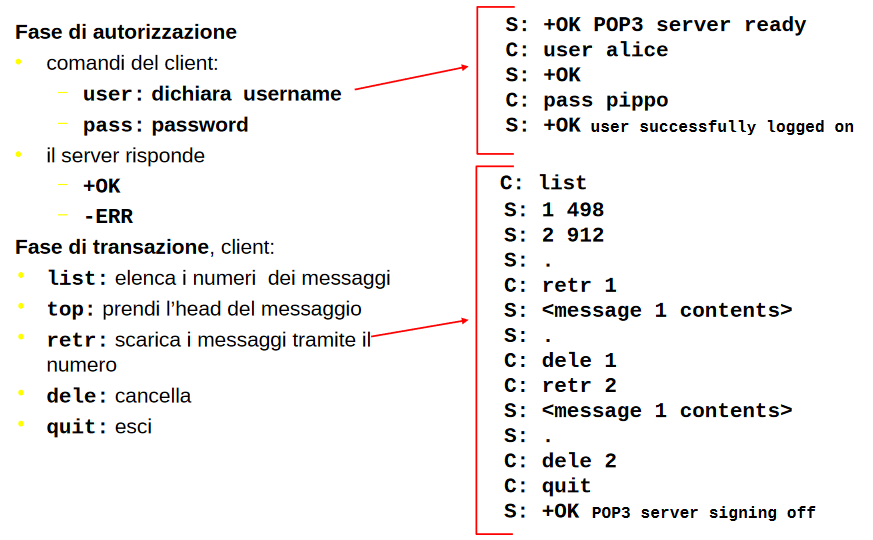 Fase di autorizzazione
comandi del client:
user: dichiara username
pass: password
il server risponde
+OK
-ERR
Fase di transazione, client:
list: elenca i numeri dei messaggi
top: prendi l'head del messaggio
retr: scarica i messaggi tramite il
numero
dele: cancella
quit: esci
S: +OK POP3 server ready
C: user alice
S: +OK
C: pass pippo
S: +OK user successfully logged on
C: list
S: 1 498
S: 2 912
S: .
C: retr 1
S: <message 1 contents>
S: .
C: dele 1
C: retr 2
S: <message 1 contents>
S: .
C: dele 2
C: quit
S: +OK POP3 server signing off